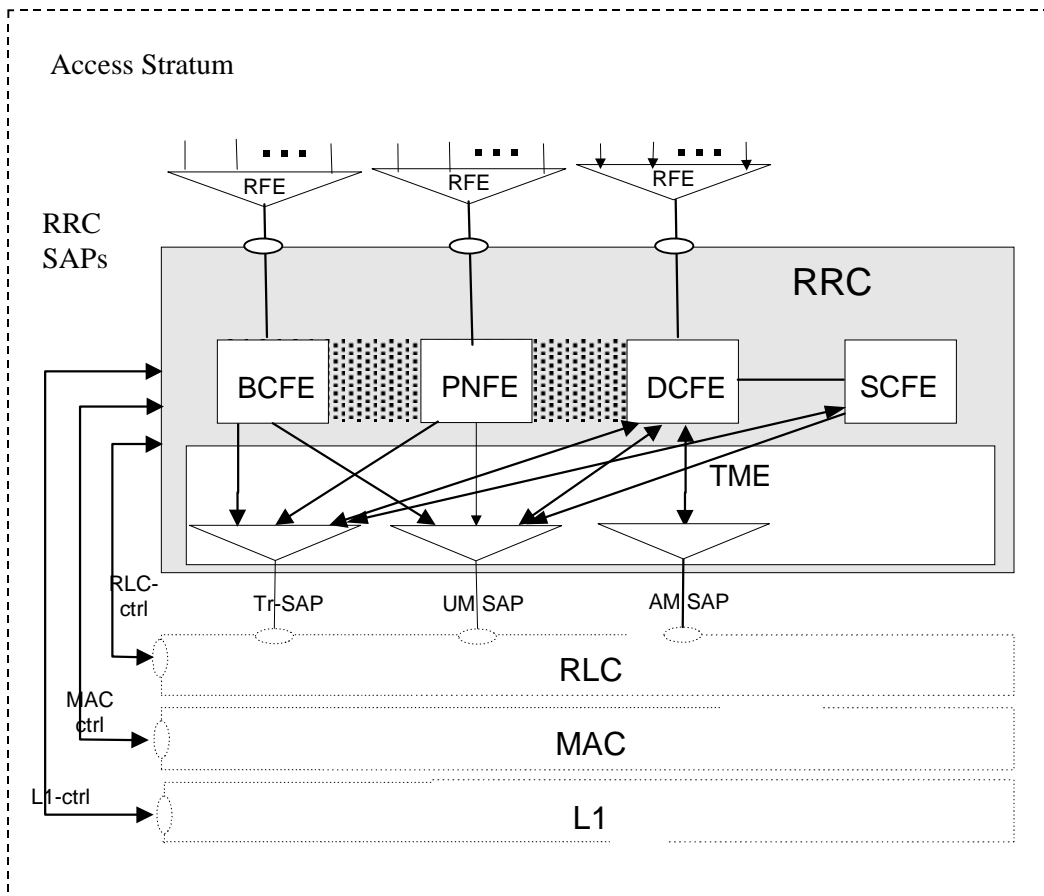 Access Stratum
RFE
RFE
RFE
RRC
SAPs
RRC
BCFE
PNFE
DCFE
SCFE
TME
RLC-
ctrl
Tr-SAP
UM SAP
AM SAP
RLC
MAC
ctrl
MAC
L1-ctrl
L1